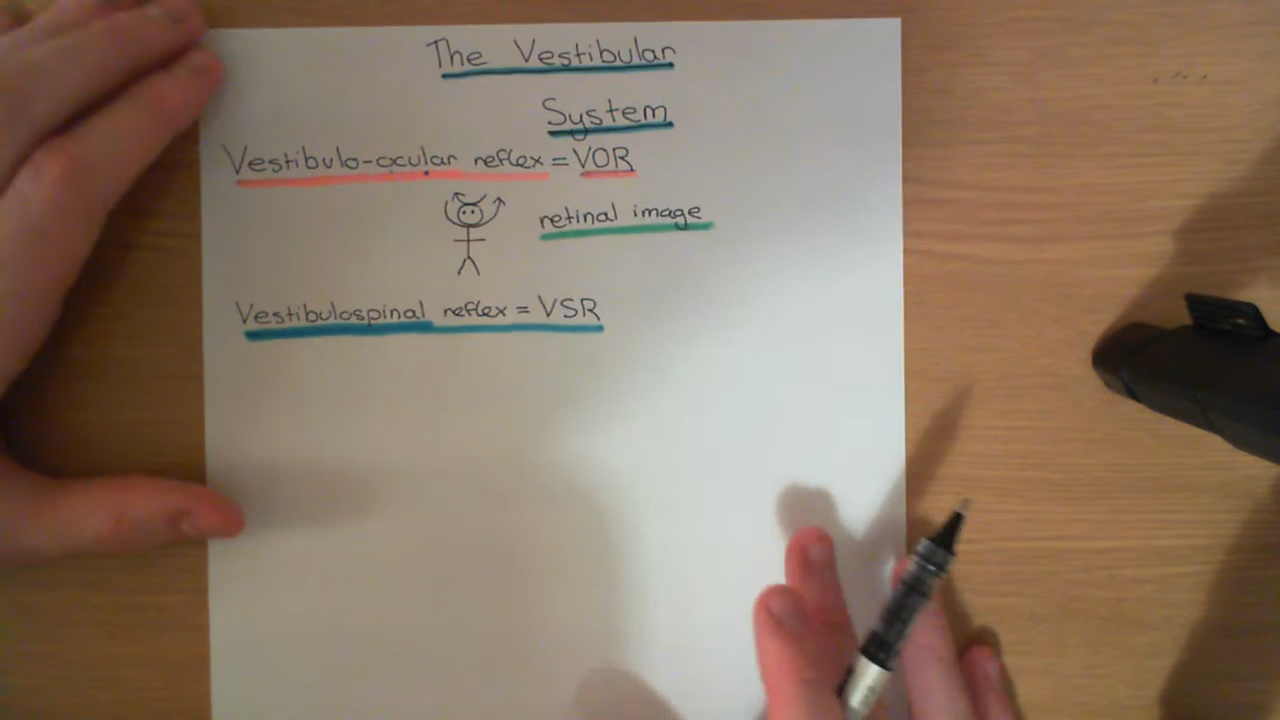 The Vestibular
System
Vestibulo-ocular reflex = VOR
retinal image
Vestibulospinal reflex = VSR